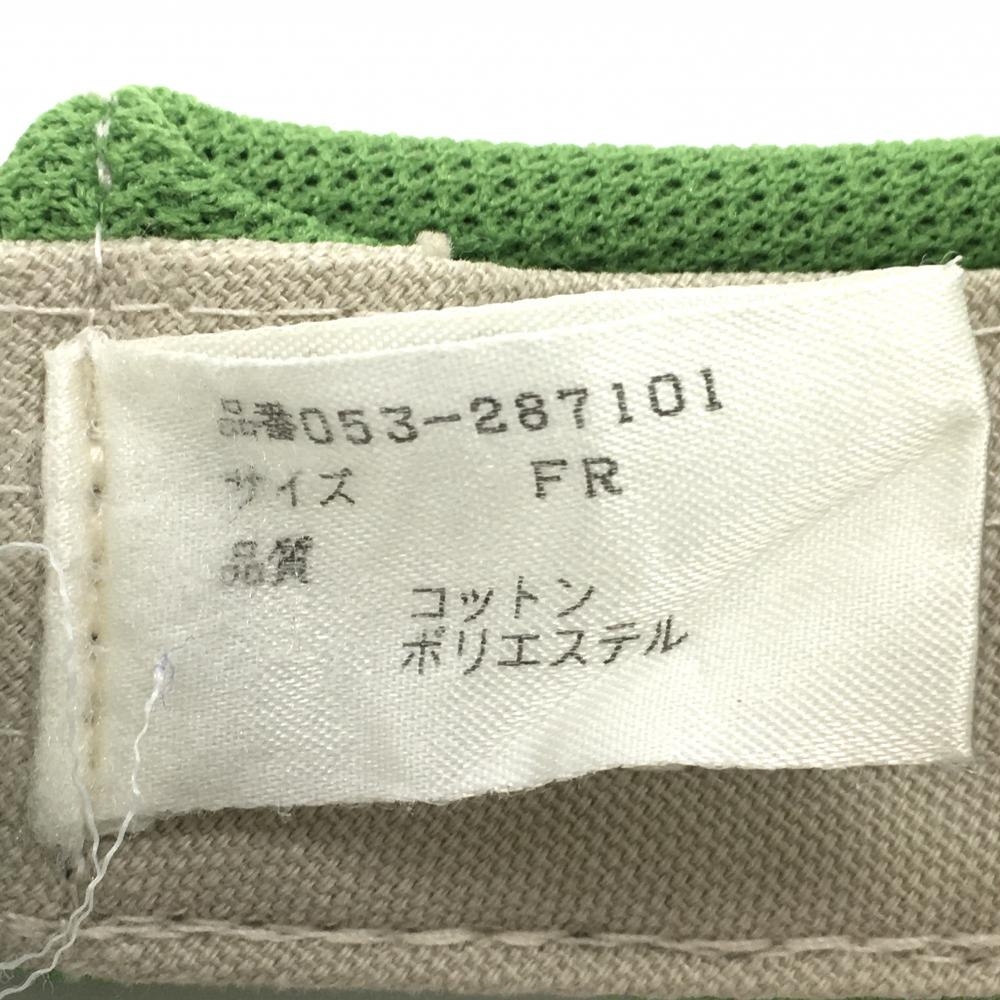 品番053-287101
サイズ FR
品質
コットン
ポリエステル